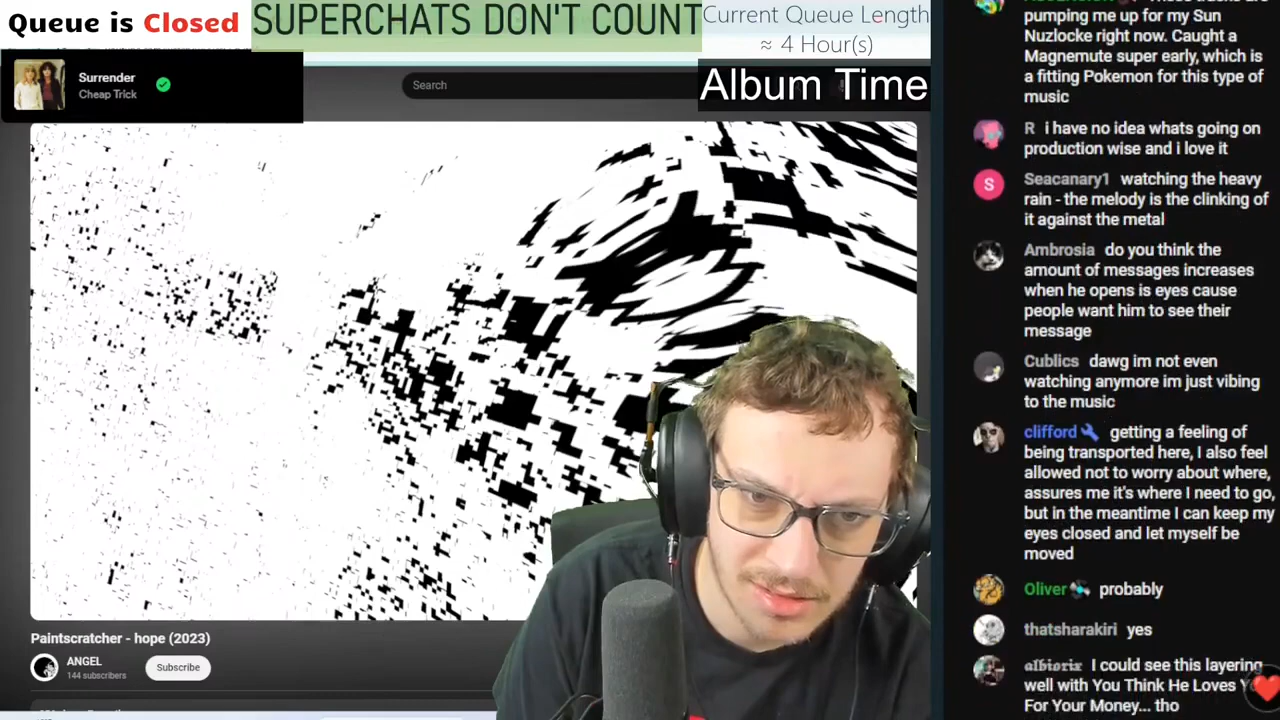 Queue is Closed
SUPERCHATS DON'T COUNT
Current Queue Length
≈ 4 Hour(s)
Album Time
Surrender
Cheap Trick
Search
Paintscratcher - hope (2023)
ANGEL
144 subscribers
Subscribe
pumping me up for my Sun
Nuzlocke right now. Caught a
Magnemute super early, which is
a fitting Pokemon for this type of
music
R i have no idea whats going on
production wise and i love it
S
Seacanary1 watching the heavy
rain - the melody is the clinking of
it against the metal
Ambrosia do you think the
amount of messages increases
when he opens is eyes cause
people want him to see their
message
Cublics dawg im not even
watching anymore im just vibing
to the music
clifford getting a feeling of
being transported here, I also feel
allowed not to worry about where,
assures me it's where I need to go,
but in the meantime I can keep my
eyes closed and let myself be
moved
Oliver probably
thatsharakiri yes
albiorix I could see this layering
well with You Think He Loves
For Your Money... tho